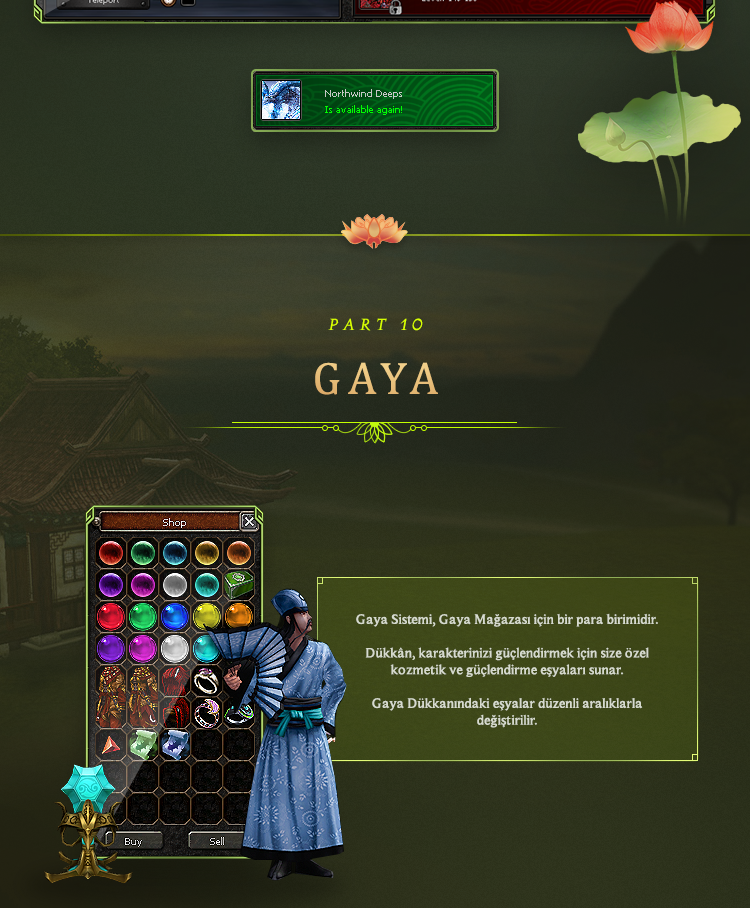 Teleport
Northwind Deeps
Is available again!
PART 10
GAYA
Shop
Gaya Sistemi, Gaya Mağazası için bir para birimidir.
Dükkân, karakterinizi güçlendirmek için size özel
kozmetik ve güçlendirme eşyaları sunar.
Gaya Dükkanındaki eşyalar düzenli aralıklarla
değiştirilir.
Buy
Sell